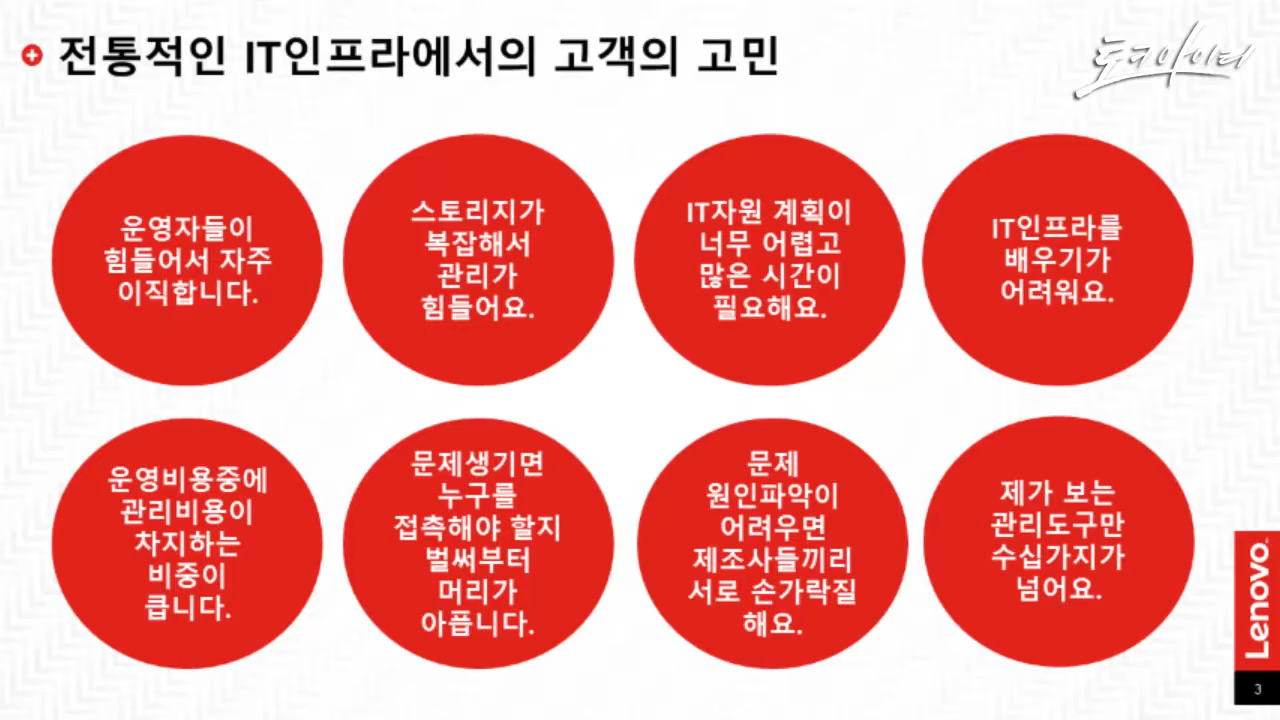 전통적인 IT인프라에서의 고객의 고민
토크아이티
운영자들이
힘들어서 자주
이직합니다.
스토리지가
복잡해서
관리가
힘들어요.
IT자원 계획이
너무 어렵고
많은 시간이
필요해요.
IT인프라를
배우기가
어려워요.
운영비용중에
관리비용이
차지하는
비중이
큽니다.
문제생기면
누구를
접촉해야 할지
벌써부터
머리가
아픕니다.
문제
원인파악이
어려우면
제조사들끼리
서로 손가락질
해요.
제가 보는
관리도구만
수십가지가
넘어요.
Lenovo
3